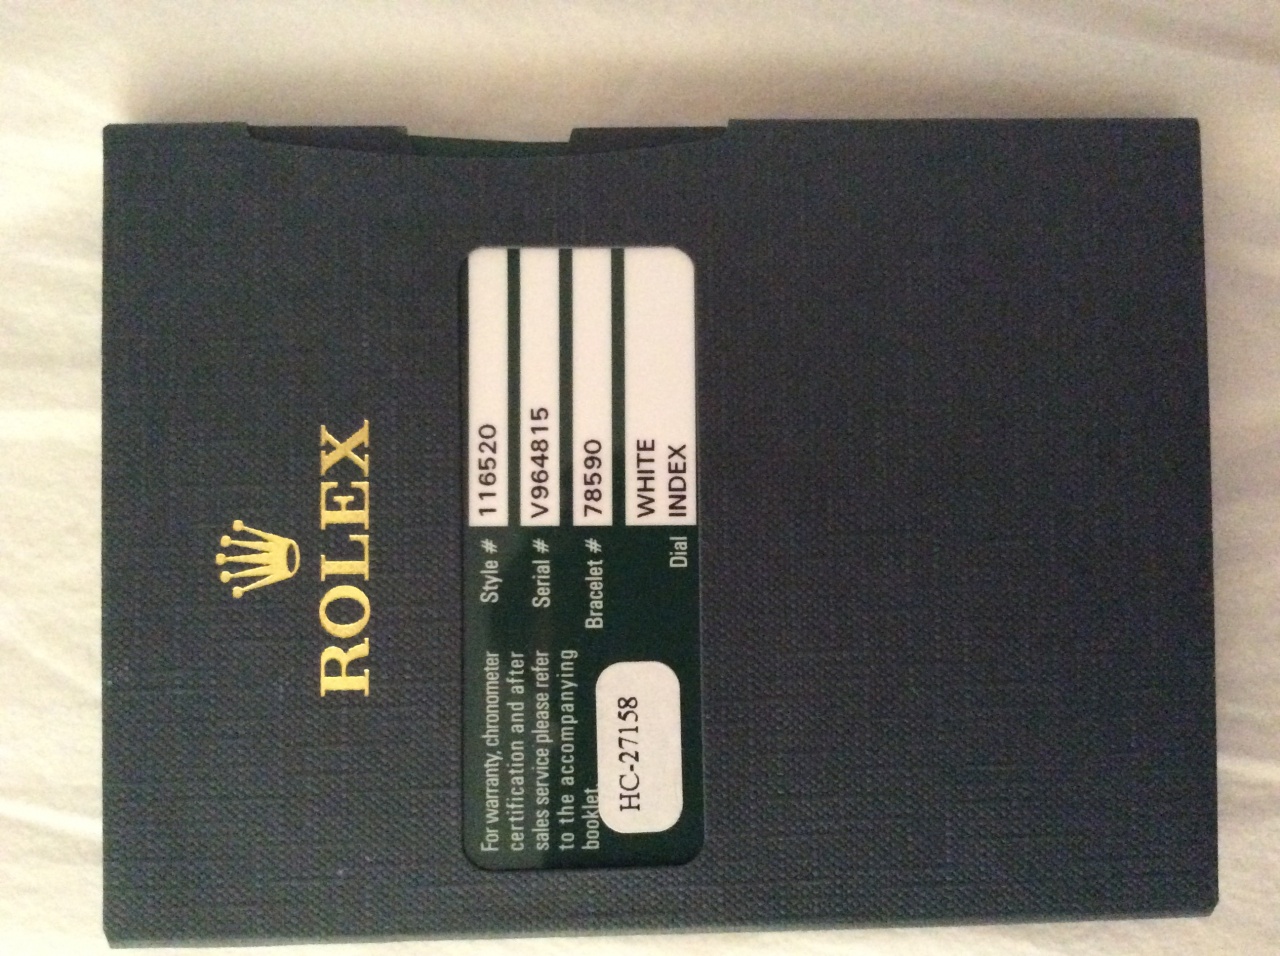 ROLEX
For warranty, chronometer
certification and after
sales service please refer
to the accompanying
booklet.
HC-27158
Style # 116520
Serial # V964815
Bracelet # 78590
WHITE
Dial INDEX